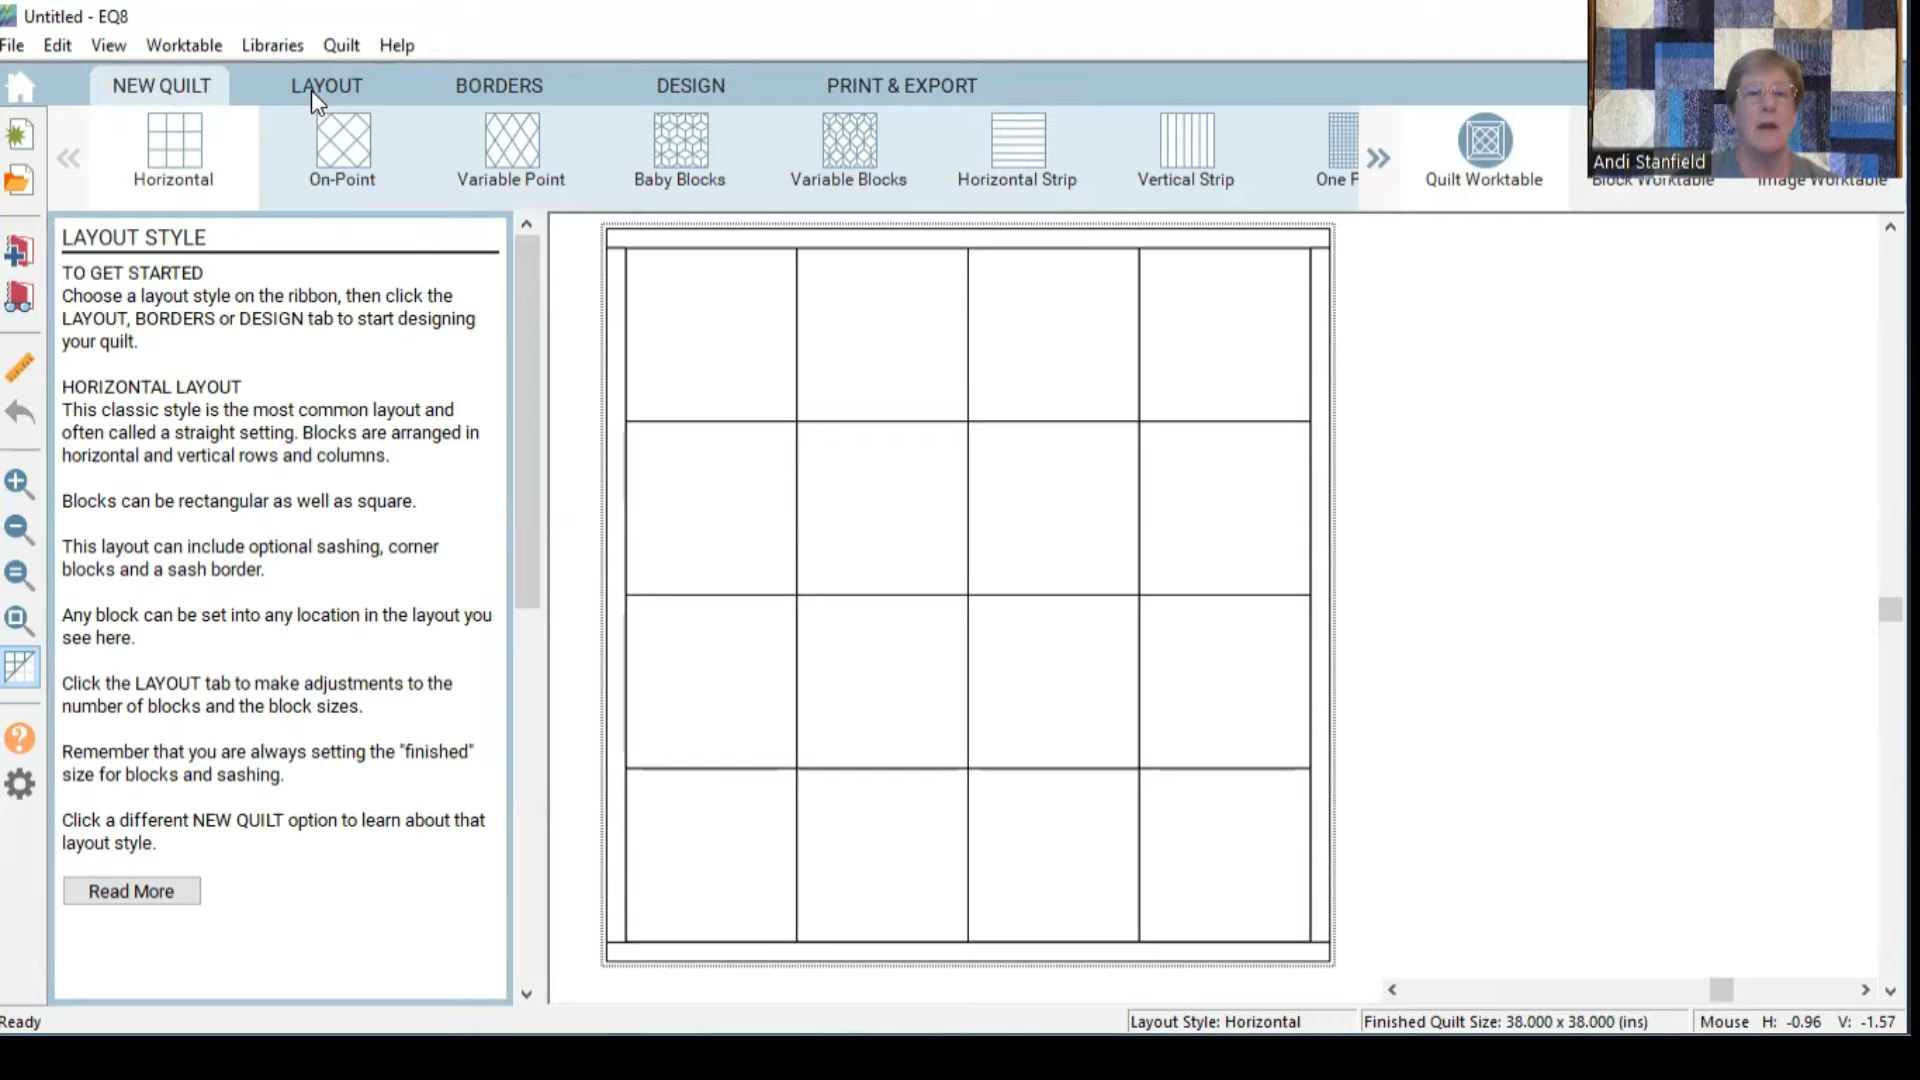 Untitled - EQ8
File Edit View Worktable Libraries Quilt Help
NEW QUILT LAYOUT BORDERS DESIGN PRINT & EXPORT
Horizontal On-Point Variable Point Baby Blocks Variable Blocks Horizontal Strip Vertical Strip One F Quilt Worktable Block Worktable Image Worktable
Andi Stanfield
LAYOUT STYLE
TO GET STARTED
Choose a layout style on the ribbon, then click the
LAYOUT, BORDERS or DESIGN tab to start designing
your quilt.
HORIZONTAL LAYOUT
This classic style is the most common layout and
often called a straight setting. Blocks are arranged in
horizontal and vertical rows and columns.
Blocks can be rectangular as well as square.
This layout can include optional sashing, corner
blocks and a sash border.
Any block can be set into any location in the layout you
see here.
Click the LAYOUT tab to make adjustments to the
number of blocks and the block sizes.
Remember that you are always setting the "finished"
size for blocks and sashing.
Click a different NEW QUILT option to learn about that
layout style.
Read More
Ready Layout Style: Horizontal Finished Quilt Size: 38.000 x 38.000 (ins) Mouse H: -0.96 V: -1.57